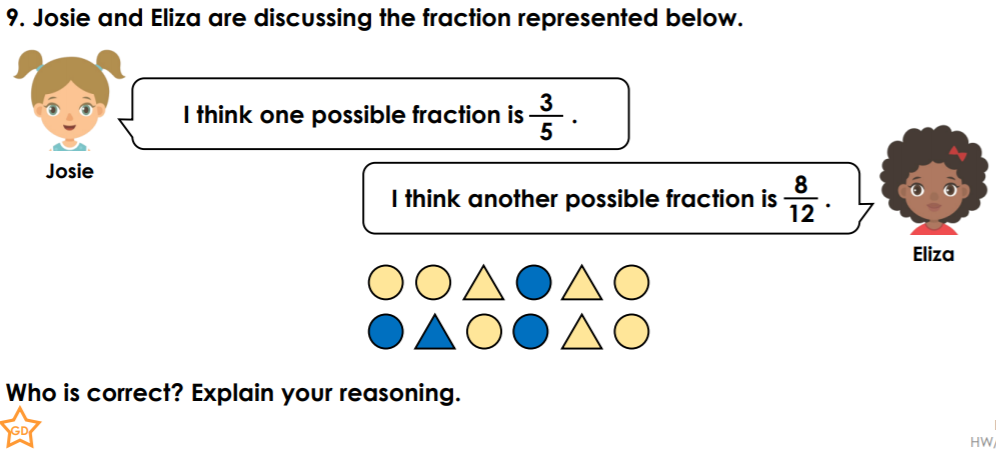 9. Josie and Eliza are discussing the fraction represented below.
I think one possible fraction is 3/5 .
Josie
I think another possible fraction is 8/12 .
Eliza
Who is correct? Explain your reasoning.
GD
HW/